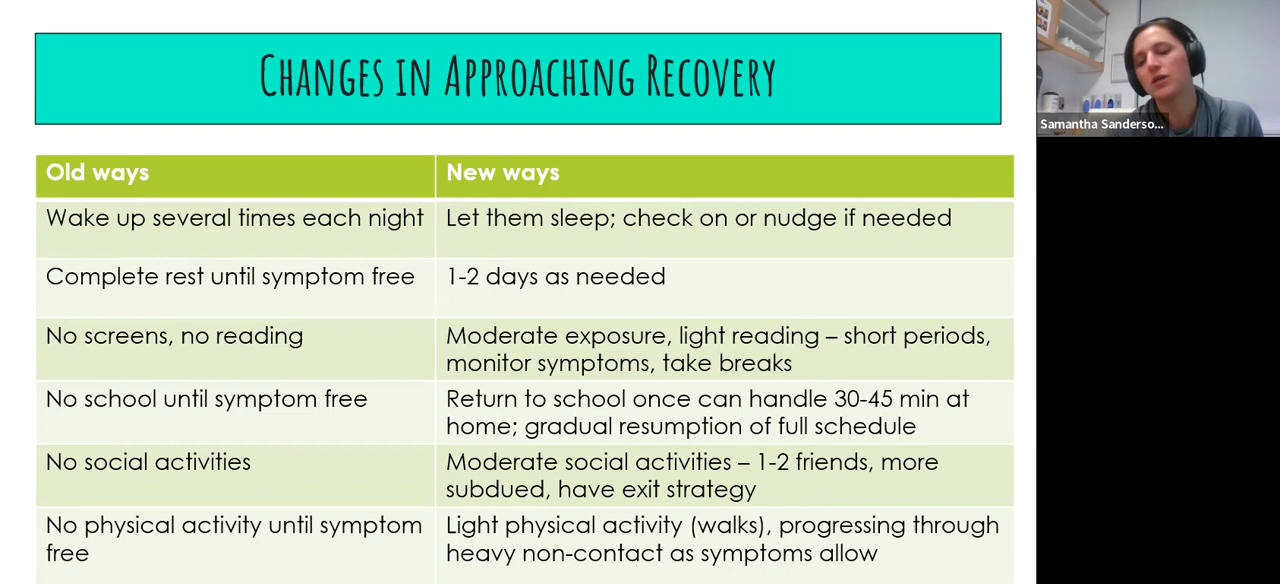 Changes in Approaching Recovery
Samantha Sanderso...
Old ways
New ways
Wake up several times each night
Let them sleep; check on or nudge if needed
Complete rest until symptom free
1-2 days as needed
No screens, no reading
Moderate exposure, light reading – short periods,
monitor symptoms, take breaks
No school until symptom free
Return to school once can handle 30-45 min at
home; gradual resumption of full schedule
No social activities
Moderate social activities – 1-2 friends, more
subdued, have exit strategy
No physical activity until symptom
free
Light physical activity (walks), progressing through
heavy non-contact as symptoms allow